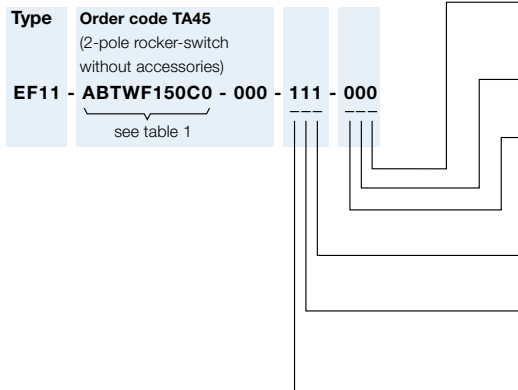 Type Order code TA45
(2-pole rocker-switch
without accessories)
EF11 - ABTWF150C0 - 000 - 111 - 000
see table 1